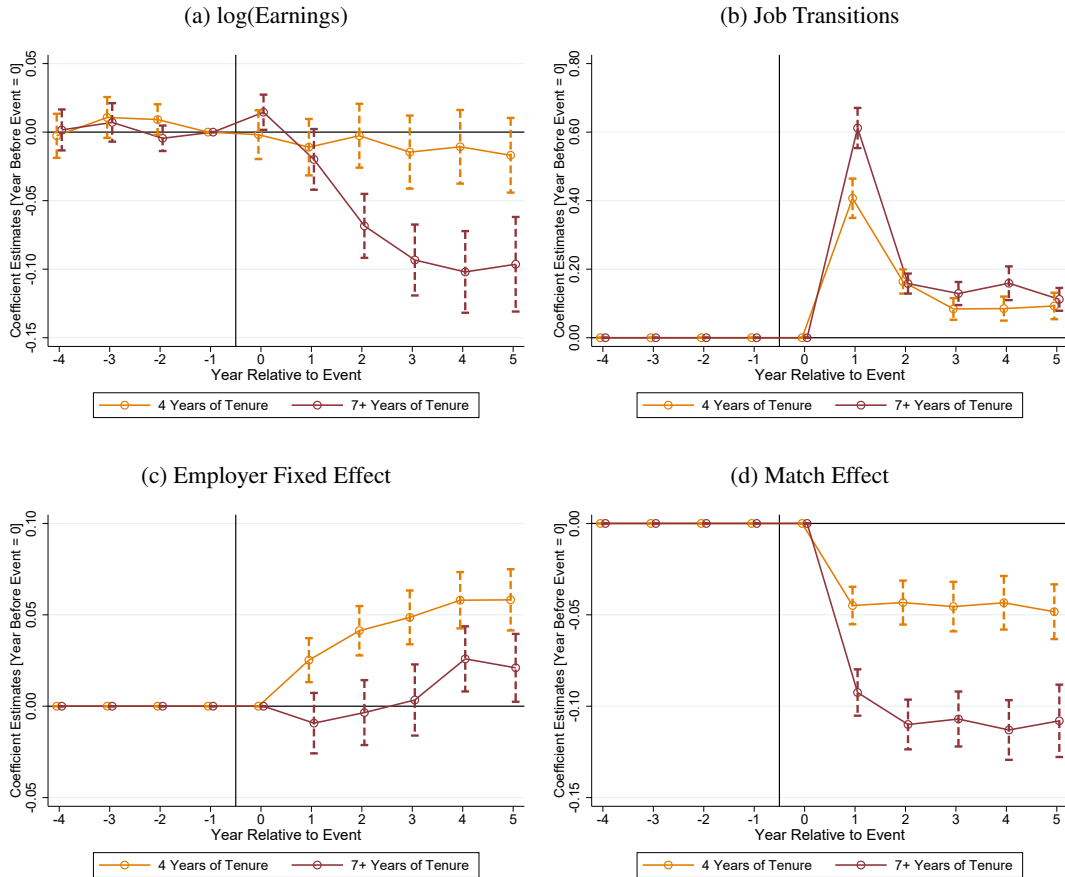 (a) log(Earnings)
Coefficient Estimates [Year Before Event = 0]
0.05
0.00
-0.05
-0.10
-0.15
-4 -3 -2 -1 0 1 2 3 4 5
Year Relative to Event
4 Years of Tenure 7+ Years of Tenure
(b) Job Transitions
Coefficient Estimates [Year Before Event = 0]
0.80
0.60
0.40
0.20
0.00
-4 -3 -2 -1 0 1 2 3 4 5
Year Relative to Event
4 Years of Tenure 7+ Years of Tenure
(c) Employer Fixed Effect
Coefficient Estimates [Year Before Event = 0]
0.10
0.05
0.00
-0.05
-4 -3 -2 -1 0 1 2 3 4 5
Year Relative to Event
4 Years of Tenure 7+ Years of Tenure
(d) Match Effect
Coefficient Estimates [Year Before Event = 0]
0.00
-0.05
-0.10
-0.15
-4 -3 -2 -1 0 1 2 3 4 5
Year Relative to Event
4 Years of Tenure 7+ Years of Tenure